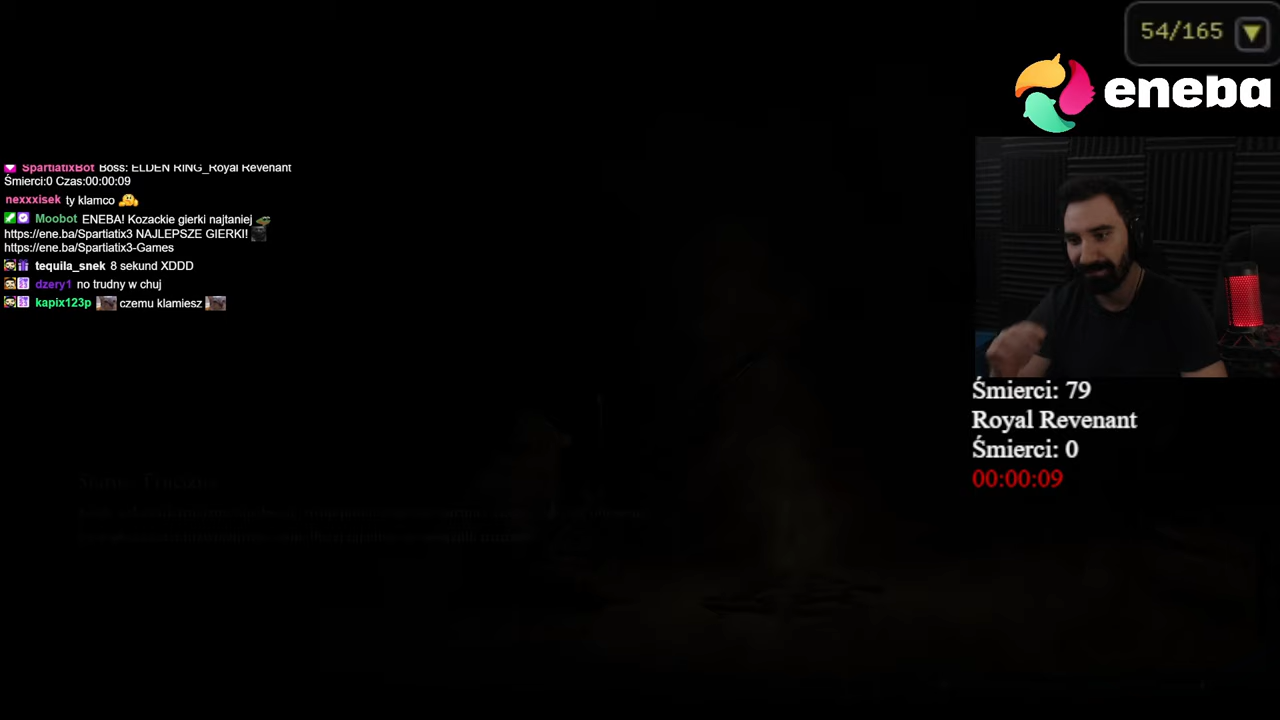 54/165
eneba
SpartiatixBot Boss: ELDEN RING_Royal Revenant
Śmierci:0 Czas:00:00:09
nexxxisek ty klamco
Moobot ENEBA! Kozackie gierki najtaniej
https://ene.ba/Spartiatix3 NAJLEPSZE GIERKI!
https://ene.ba/Spartiatix3-Games
tequila_snek 8 sekund XDDD
dzery1 no trudny w chuj
kapix123p czemu klamiesz
Śmierci: 79
Royal Revenant
Śmierci: 0
00:00:09